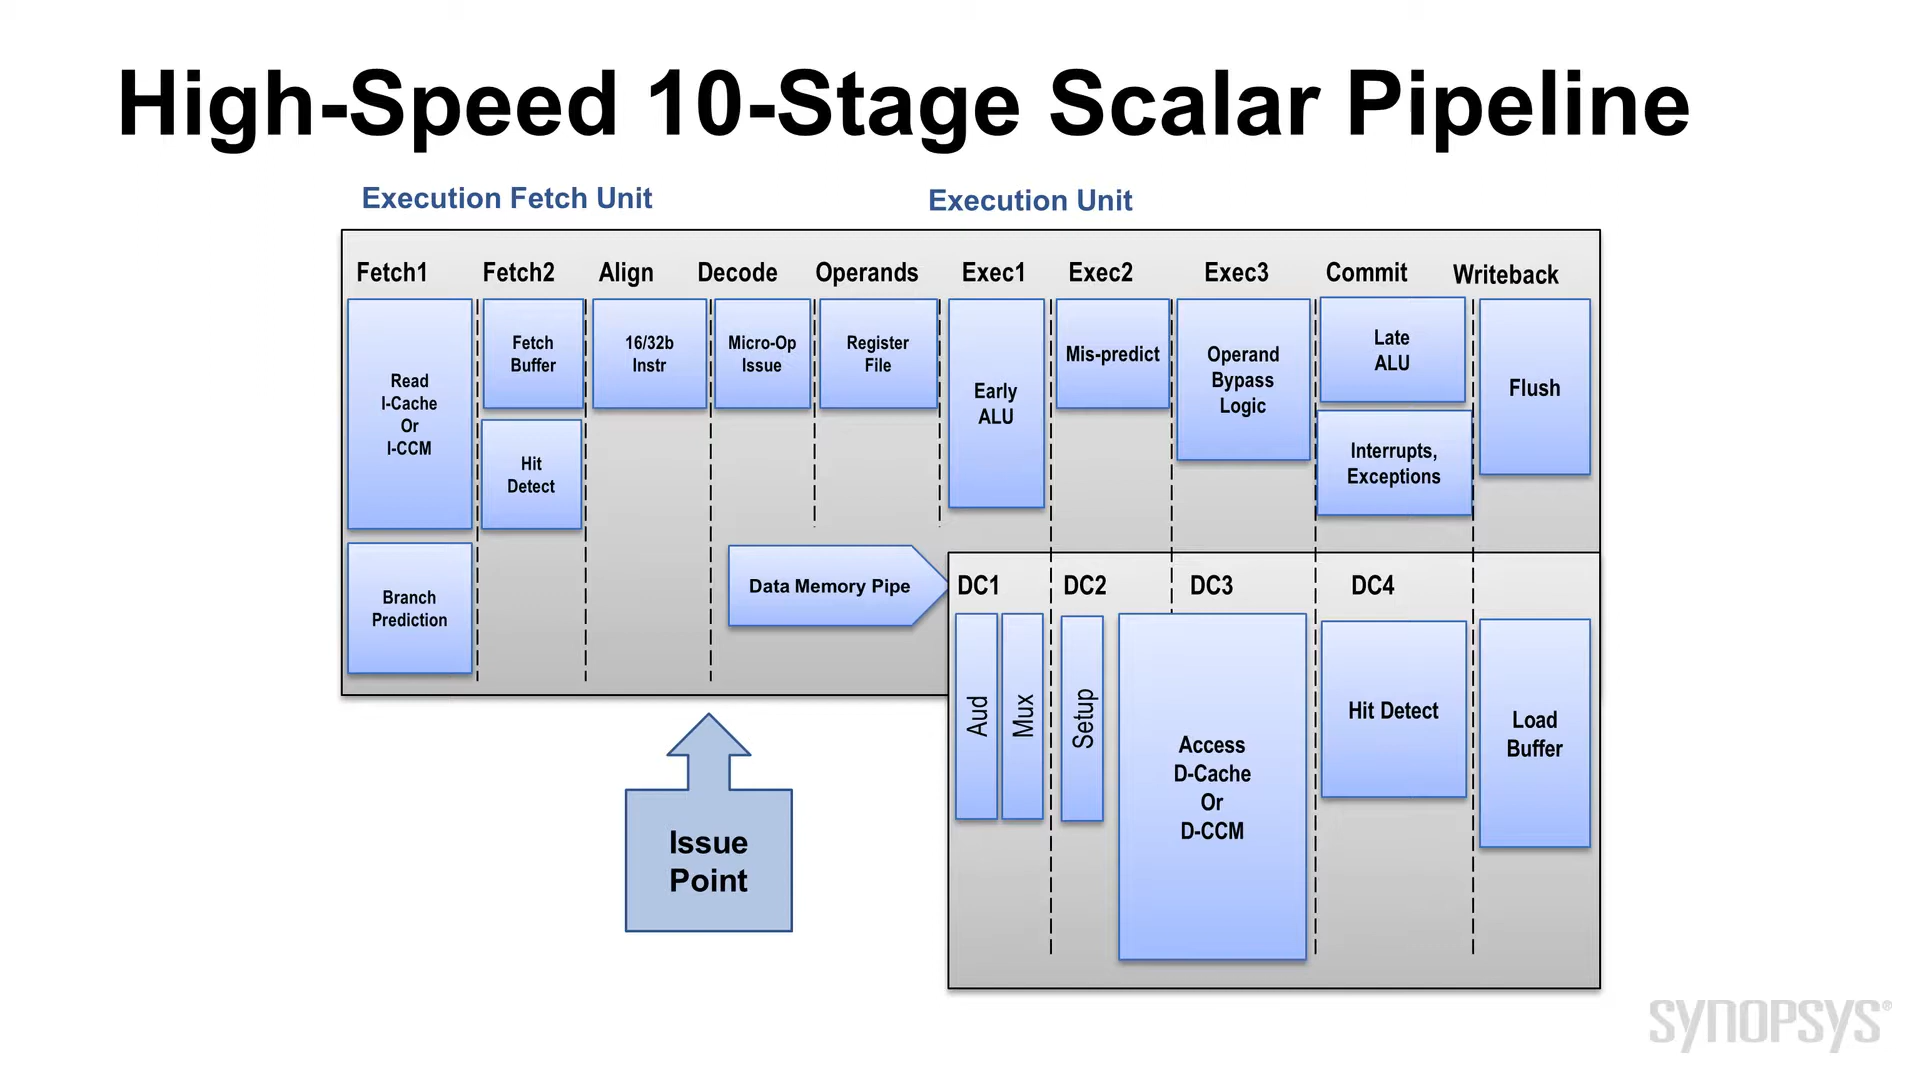 High-Speed 10-Stage Scalar Pipeline
Execution Fetch Unit
Execution Unit
Fetch1
Fetch2
Align
Decode
Operands
Exec1
Exec2
Exec3
Commit
Writeback
Read
I-Cache
Or
I-CCM
Fetch
Buffer
Hit
Detect
16/32b
Instr
Micro-Op
Issue
Register
File
Early
ALU
Mis-predict
Operand
Bypass
Logic
Late
ALU
Interrupts,
Exceptions
Flush
Branch
Prediction
Data Memory Pipe
DC1
DC2
DC3
DC4
Aud
Mux
Setup
Access
D-Cache
Or
D-CCM
Hit Detect
Load
Buffer
Issue
Point
SYNOPSYS®